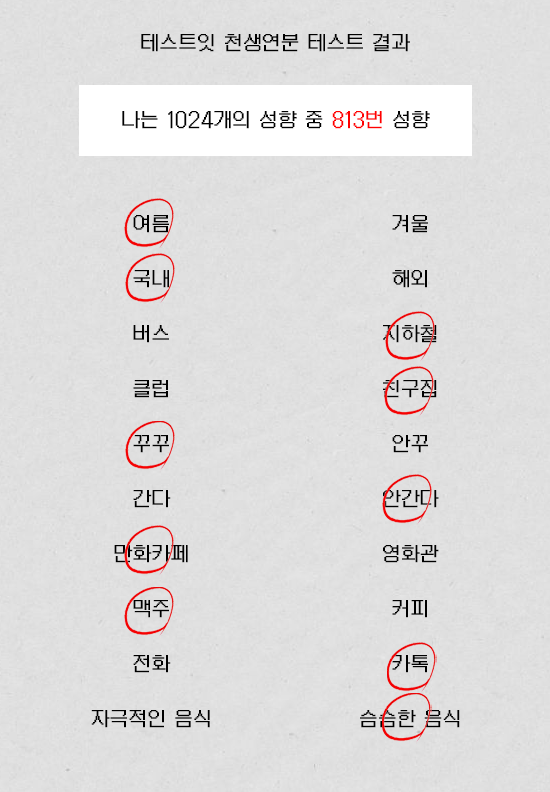 테스트잇 천생연분 테스트 결과
나는 1024개의 성향 중 813번 성향
여름 겨울
국내 해외
버스 지하철
클럽 친구집
꾸꾸 안꾸
간다 안간다
만화카페 영화관
맥주 커피
전화 카톡
자극적인 음식 슴슴한 음식